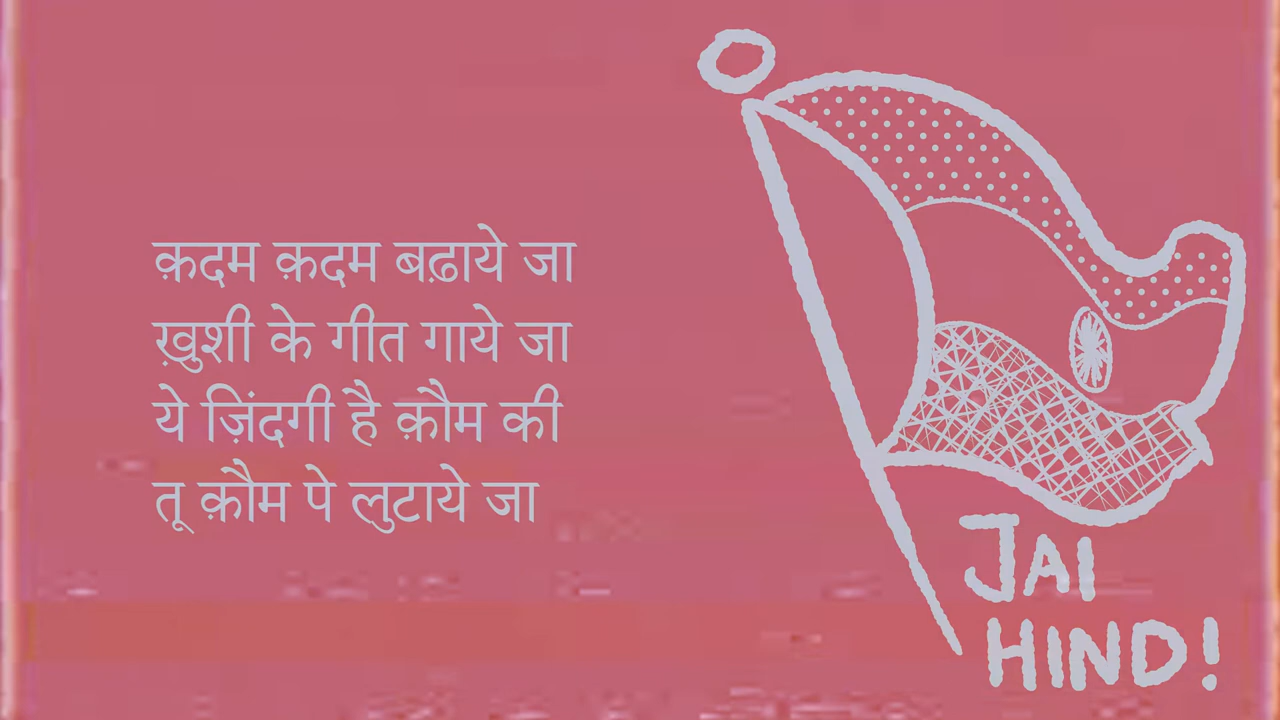 क़दम क़दम बढ़ाये जा
ख़ुशी के गीत गाये जा
ये ज़िंदगी है क़ौम की
तू क़ौम पे लुटाये जा
JAI
HIND!